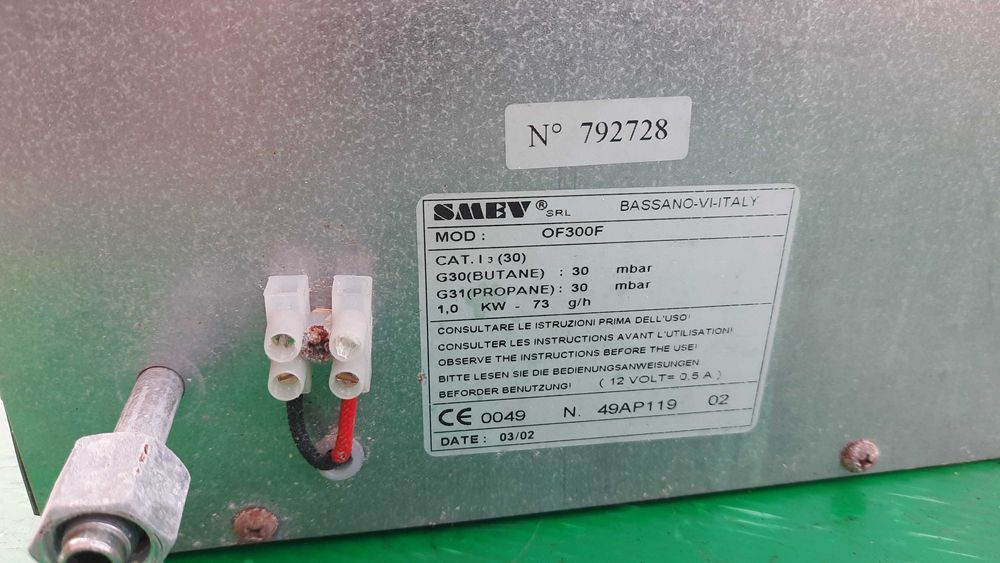 N° 792728
SMEV® SRL BASSANO-VI-ITALY
MOD : OF300F
CAT. I 3 (30)
G30(BUTANE) : 30 mbar
G31(PROPANE) : 30 mbar
1,0 KW - 73 g/h
CONSULTARE LE ISTRUZIONI PRIMA DELL'USO!
CONSULTER LES INSTRUCTIONS AVANT L'UTILISATION!
OBSERVE THE INSTRUCTIONS BEFORE THE USE!
BITTE LESEN SIE DIE BEDIENUNGSANWEISUNGEN
BEFORDER BENUTZUNG! ( 12 VOLT= 0,5 A )
CE 0049 N. 49AP119 02
DATE : 03/02